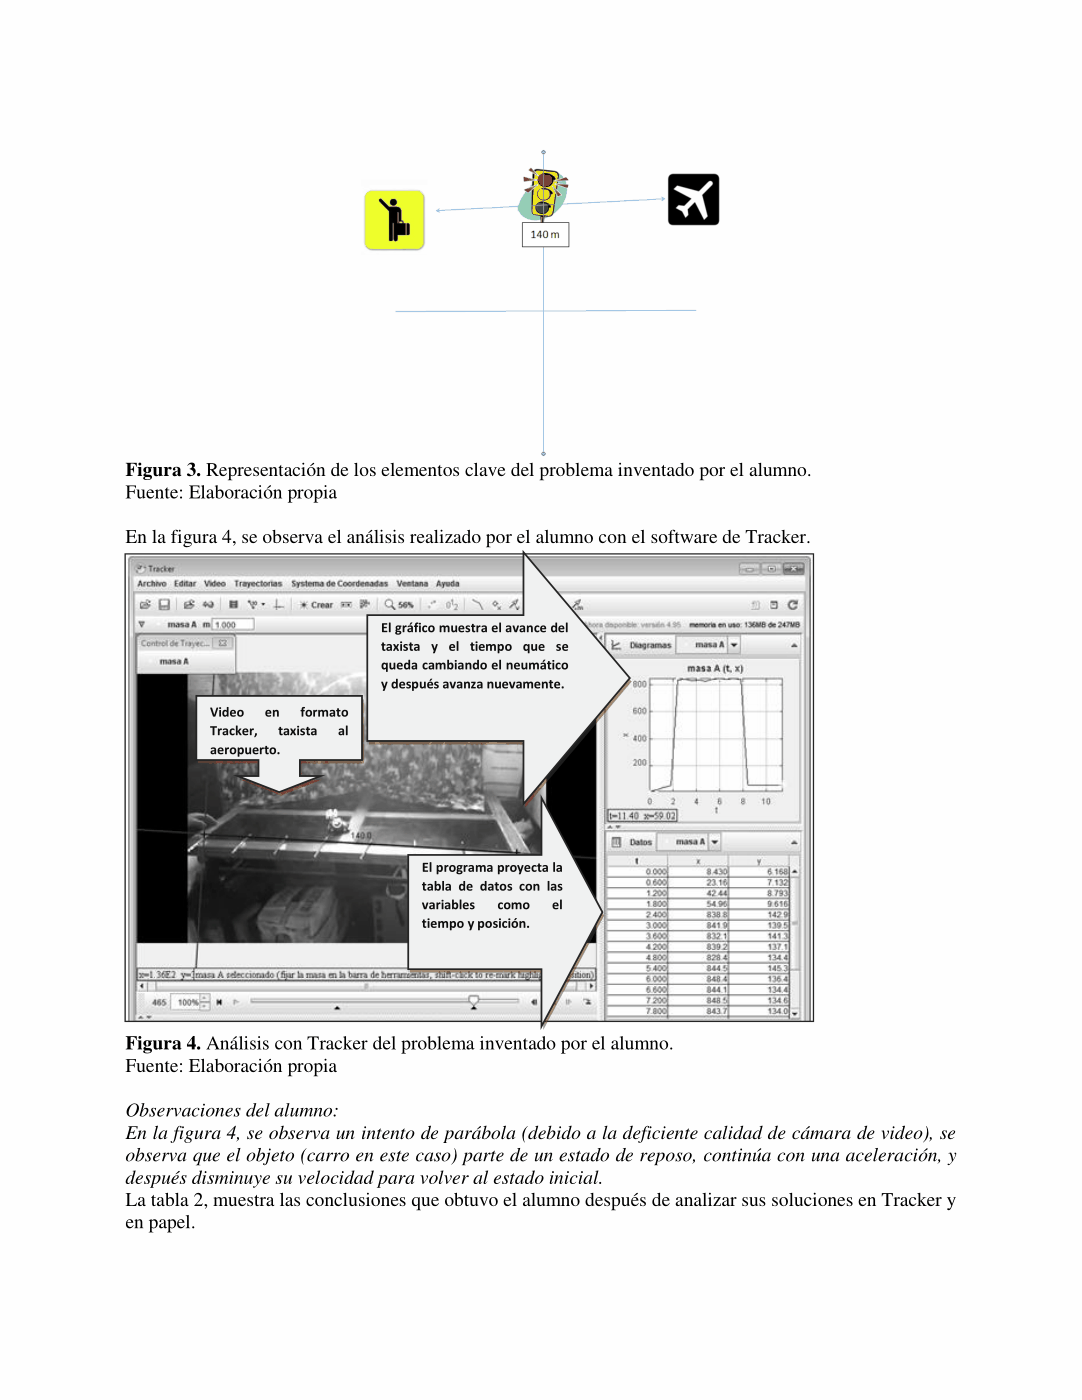 140 m
Figura 3. Representación de los elementos clave del problema inventado por el alumno.
Fuente: Elaboración propia
En la figura 4, se observa el análisis realizado por el alumno con el software de Tracker.
Tracker
Archivo Editar Video Trayectorias Systema de Coordenadas Ventana Ayuda
Crear
56%
masa A m 1.000
hora disponible: versión 4.95 memoria en uso: 136MB de 247MB
Control de Trayec...
masa A
Diagramas masa A
masa A (t, x)
800
600
400
200
x
0 2 4 6 8 10
t
t=11.40 x=59.02
El gráfico muestra el avance del
taxista y el tiempo que se
queda cambiando el neumático
y después avanza nuevamente.
Video en formato
Tracker, taxista al
aeropuerto.
140.0
El programa proyecta la
tabla de datos con las
variables como el
tiempo y posición.
Datos masa A
t x y
0.000 8.430 6.168
0.600 23.16 7.132
1.200 42.44 8.793
1.800 54.96 9.616
2.400 838.8 142.9
3.000 841.9 139.5
3.600 832.1 141.3
4.200 839.2 137.1
4.800 828.4 134.4
5.400 844.5 145.3
6.000 848.4 136.4
6.600 844.1 134.4
7.200 848.5 134.6
7.800 843.7 134.0
x=1.36E2 y=1 masa A seleccionado (fijar la masa en la barra de herramientas, shift-click to re-mark highl
ition)
465 100%
Figura 4. Análisis con Tracker del problema inventado por el alumno.
Fuente: Elaboración propia
Observaciones del alumno:
En la figura 4, se observa un intento de parábola (debido a la deficiente calidad de cámara de video), se
observa que el objeto (carro en este caso) parte de un estado de reposo, continúa con una aceleración, y
después disminuye su velocidad para volver al estado inicial.
La tabla 2, muestra las conclusiones que obtuvo el alumno después de analizar sus soluciones en Tracker y
en papel.